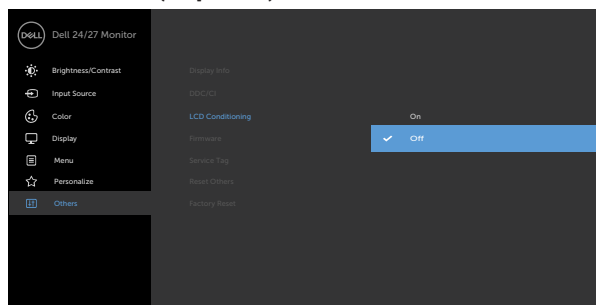 DELL
Dell 24/27 Monitor
Brightness/Contrast
Input Source
Color
Display
Menu
Personalize
Others
Display Info
DDC/CI
LCD Conditioning
Firmware
Service Tag
Reset Others
Factory Reset
On
Off